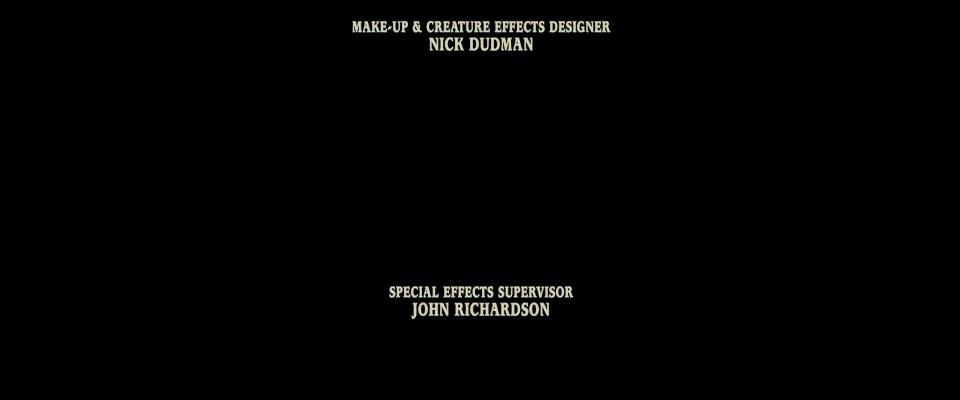 MAKE-UP & CREATURE EFFECTS DESIGNER
NICK DUDMAN
SPECIAL EFFECTS SUPERVISOR
JOHN RICHARDSON